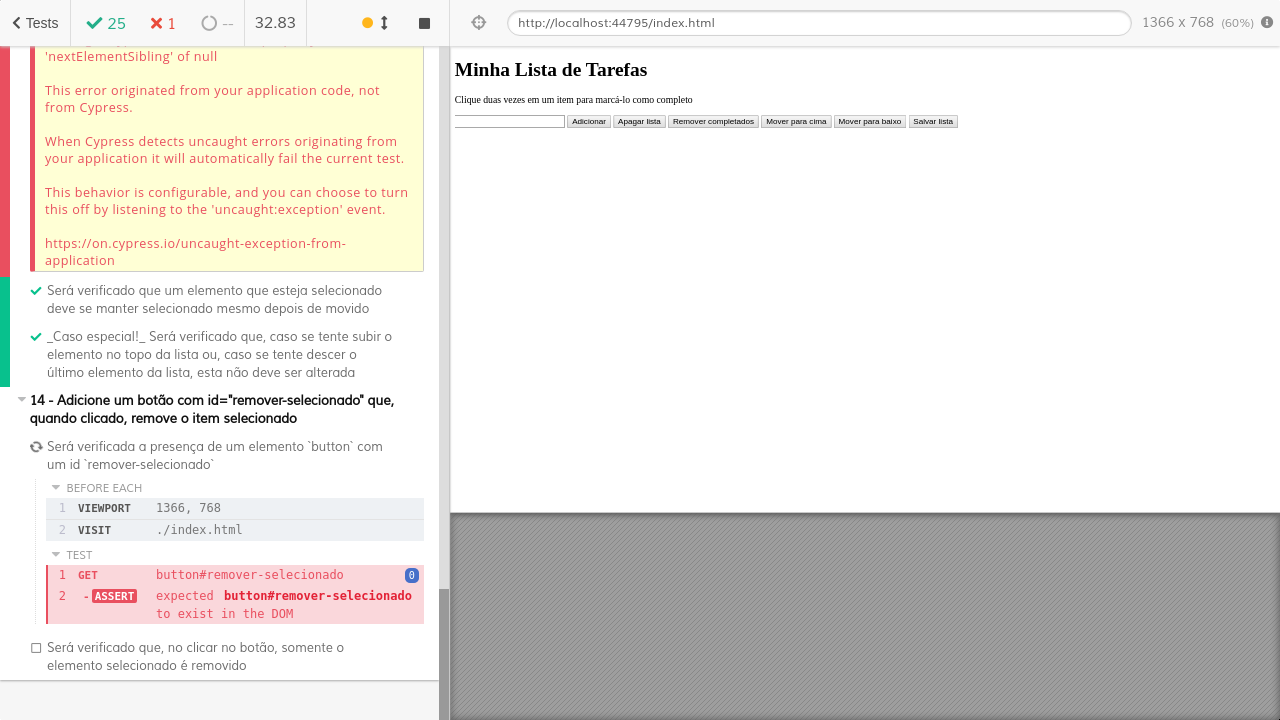 Tests
25
1
--
32.83
http://localhost:44795/index.html
1366 x 768 (60%)
'nextElementSibling' of null
This error originated from your application code, not
from Cypress.
When Cypress detects uncaught errors originating from
your application it will automatically fail the current test.
This behavior is configurable, and you can choose to turn
this off by listening to the 'uncaught:exception' event.
https://on.cypress.io/uncaught-exception-from-
application
Será verificado que um elemento que esteja selecionado
deve se manter selecionado mesmo depois de movido
_Caso especial!_ Será verificado que, caso se tente subir o
elemento no topo da lista ou, caso se tente descer o
último elemento da lista, esta não deve ser alterada
14 - Adicione um botão com id="remover-selecionado" que,
quando clicado, remove o item selecionado
Será verificada a presença de um elemento `button` com
um id `remover-selecionado`
BEFORE EACH
1 VIEWPORT 1366, 768
2 VISIT ./index.html
TEST
1 GET button#remover-selecionado 0
2 -ASSERT expected button#remover-selecionado
to exist in the DOM
Será verificado que, no clicar no botão, somente o
elemento selecionado é removido
Minha Lista de Tarefas
Clique duas vezes em um item para marcá-lo como completo
Adicionar Apagar lista Remover completados Mover para cima Mover para baixo Salvar lista